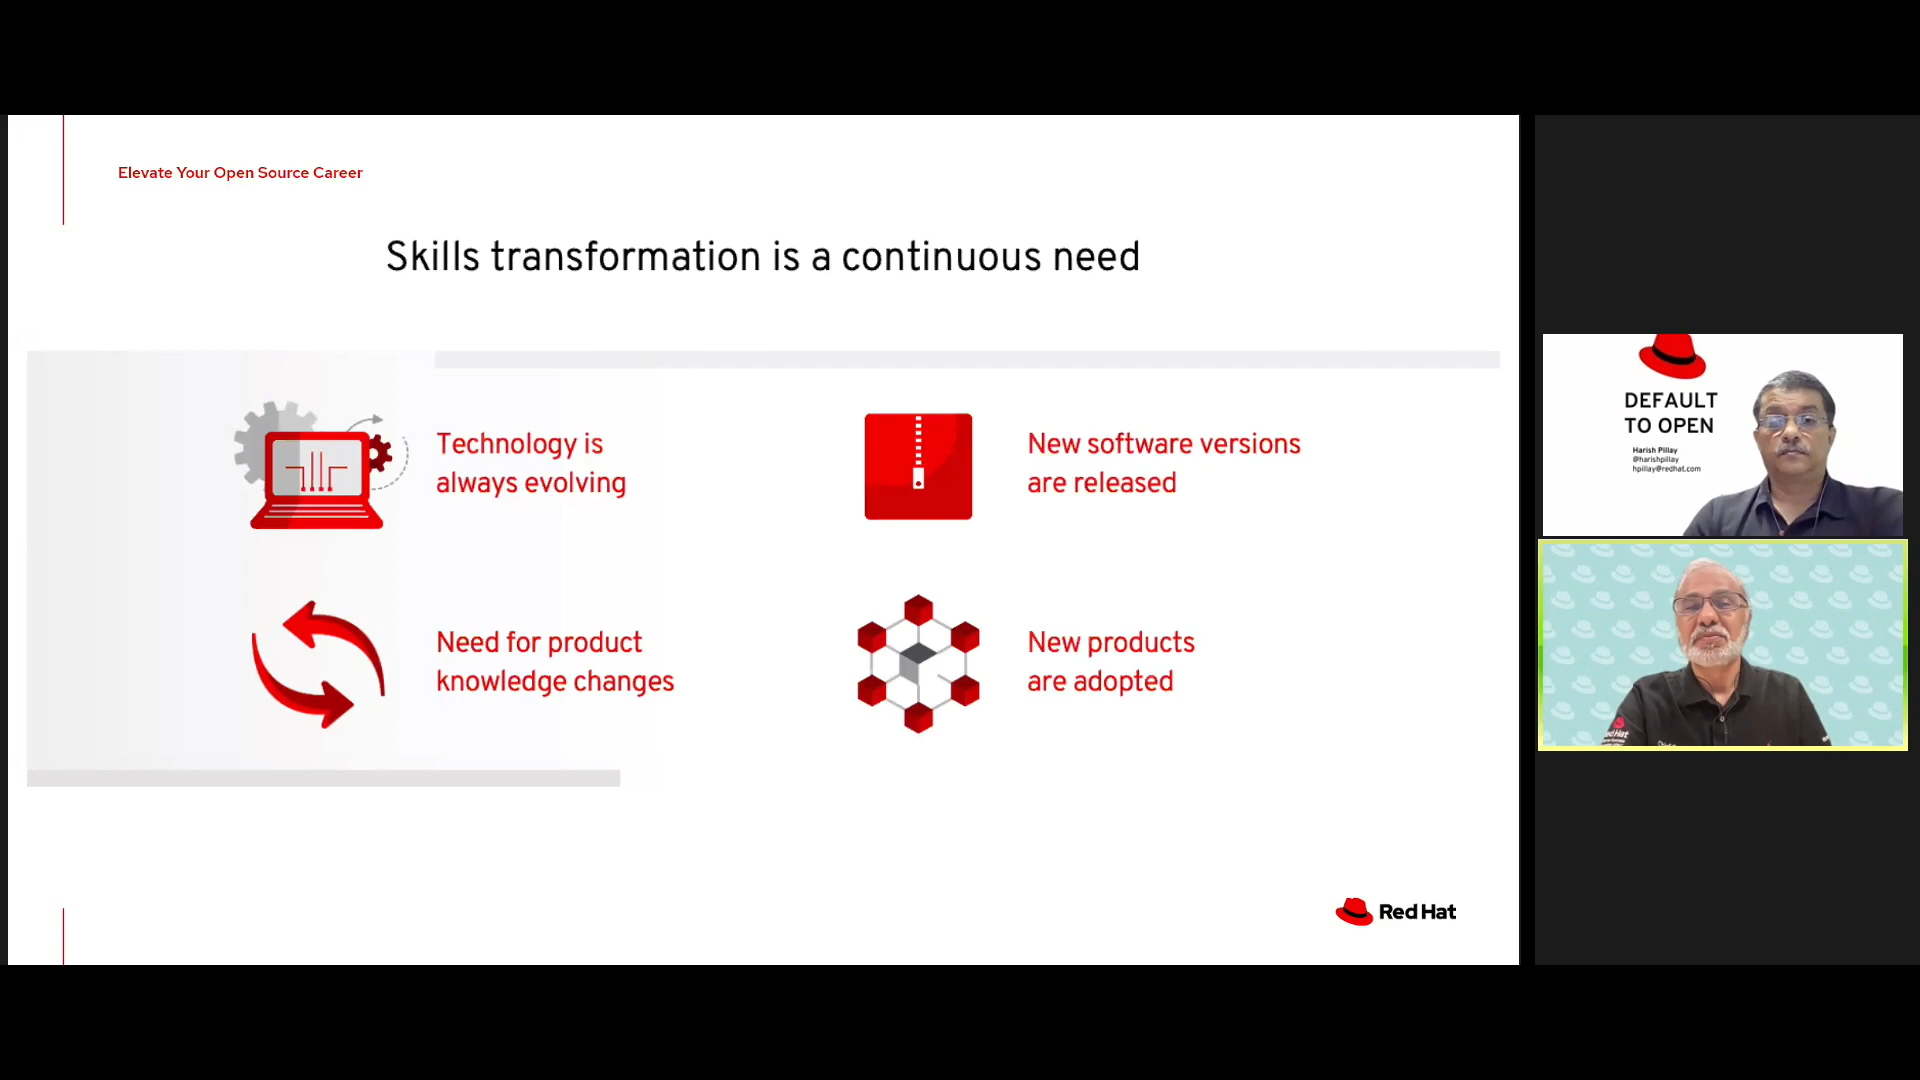 Elevate Your Open Source Career
Skills transformation is a continuous need
Technology is
always evolving
New software versions
are released
Need for product
knowledge changes
New products
are adopted
Red Hat
DEFAULT
TO OPEN
Harish Pillay
@harishpillay
hpillay@redhat.com